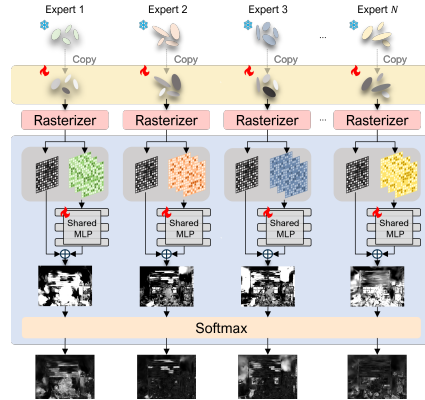 Expert 1 Expert 2 Expert 3 Expert N
...
Copy Copy Copy Copy
Rasterizer Rasterizer Rasterizer ... Rasterizer
Shared Shared Shared Shared
MLP MLP MLP MLP
Softmax